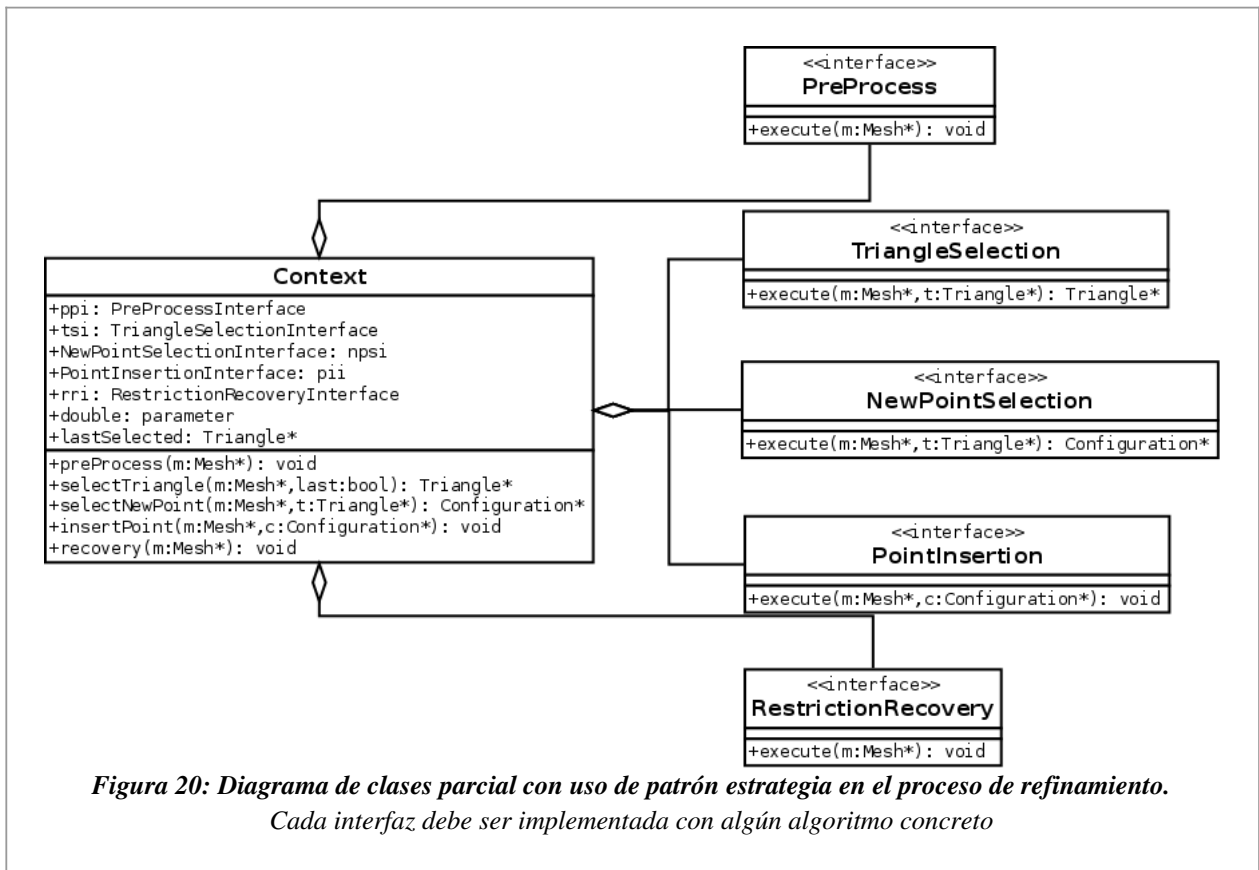 <<interface>>
PreProcess
+execute(m:Mesh*): void
<<interface>>
TriangleSelection
+execute(m:Mesh*,t:Triangle*): Triangle*
Context
+ppi: PreProcessInterface
+tsi: TriangleSelectionInterface
+NewPointSelectionInterface: npsi
+PointInsertionInterface: pii
+rri: RestrictionRecoveryInterface
+double: parameter
+lastSelected: Triangle*
+preProcess(m:Mesh*): void
+selectTriangle(m:Mesh*,last:bool): Triangle*
+selectNewPoint(m:Mesh*,t:Triangle*): Configuration*
+insertPoint(m:Mesh*,c:Configuration*): void
+recovery(m:Mesh*): void
<<interface>>
NewPointSelection
+execute(m:Mesh*,t:Triangle*): Configuration*
<<interface>>
PointInsertion
+execute(m:Mesh*,c:Configuration*): void
<<interface>>
RestrictionRecovery
+execute(m:Mesh*): void
Figura 20: Diagrama de clases parcial con uso de patrón estrategia en el proceso de refinamiento.
Cada interfaz debe ser implementada con algún algoritmo concreto